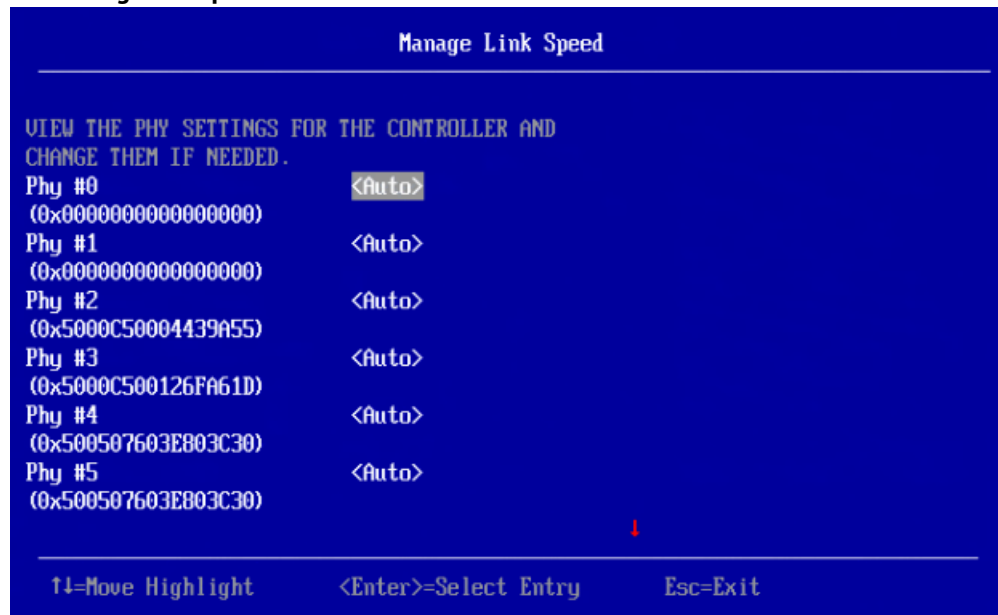 Manage Link Speed
VIEW THE PHY SETTINGS FOR THE CONTROLLER AND
CHANGE THEM IF NEEDED.
Phy #0 <Auto>
(0x0000000000000000)
Phy #1 <Auto>
(0x0000000000000000)
Phy #2 <Auto>
(0x5000C50004439A55)
Phy #3 <Auto>
(0x5000C500126FA61D)
Phy #4 <Auto>
(0x500507603E803C30)
Phy #5 <Auto>
(0x500507603E803C30)
↓
↑↓=Move Highlight <Enter>=Select Entry Esc=Exit